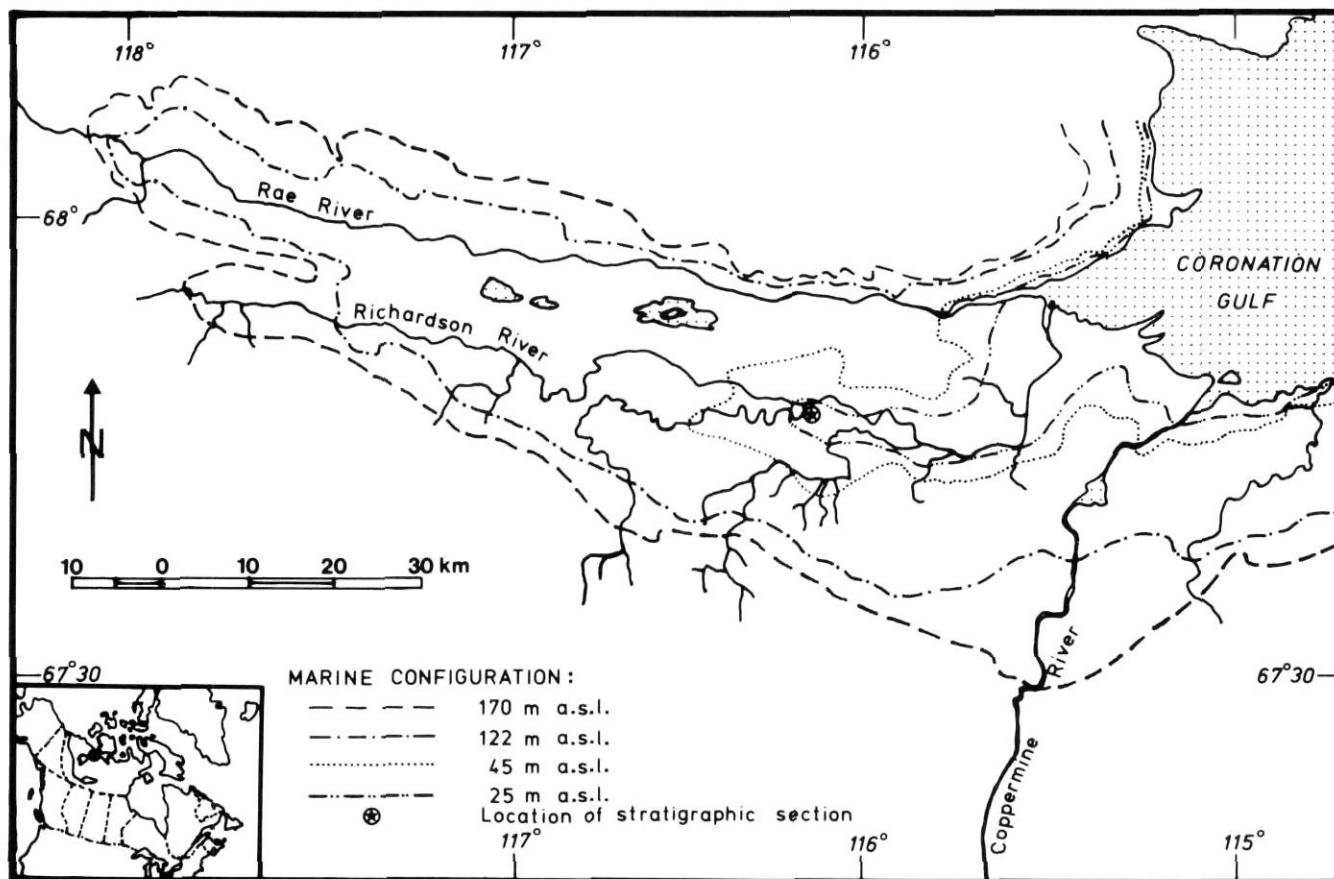 118°
117°
116°
Rae River
68°
CORONATION
GULF
Richardson River
N
10 0 10 20 30 km
67°30
67°30
MARINE CONFIGURATION:
170 m a.s.l.
122 m a.s.l.
45 m a.s.l.
25 m a.s.l.
Location of stratigraphic section
Coppermine River
117°
116°
115°